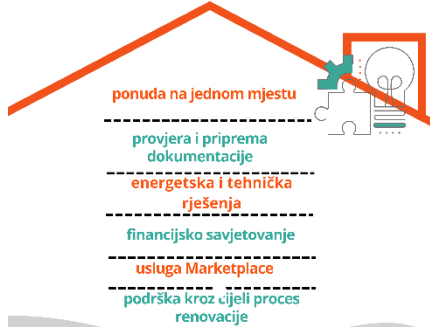 ponuda na jednom mjestu
provjera i priprema
dokumentacije
energetska i tehnička
rješenja
financijsko savjetovanje
usluga Marketplace
podrška kroz cijeli proces
renovacije